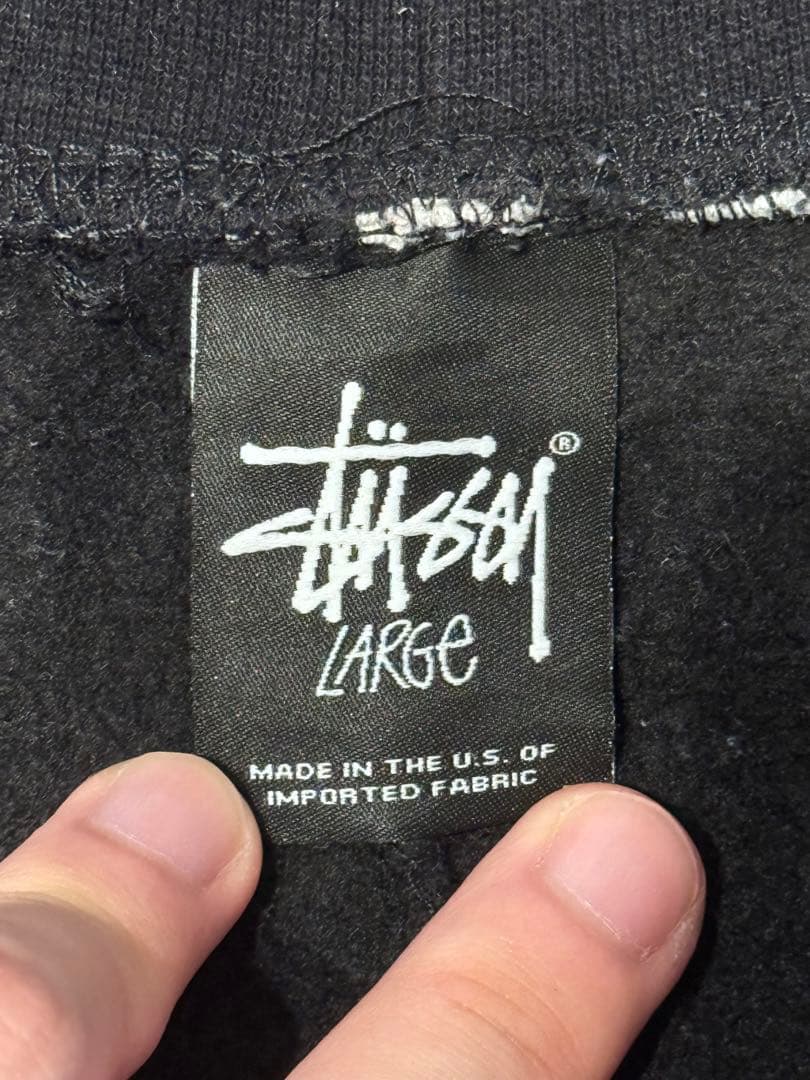 Stüssy ®
LARGe
MADE IN THE U.S. OF
IMPORTED FABRIC